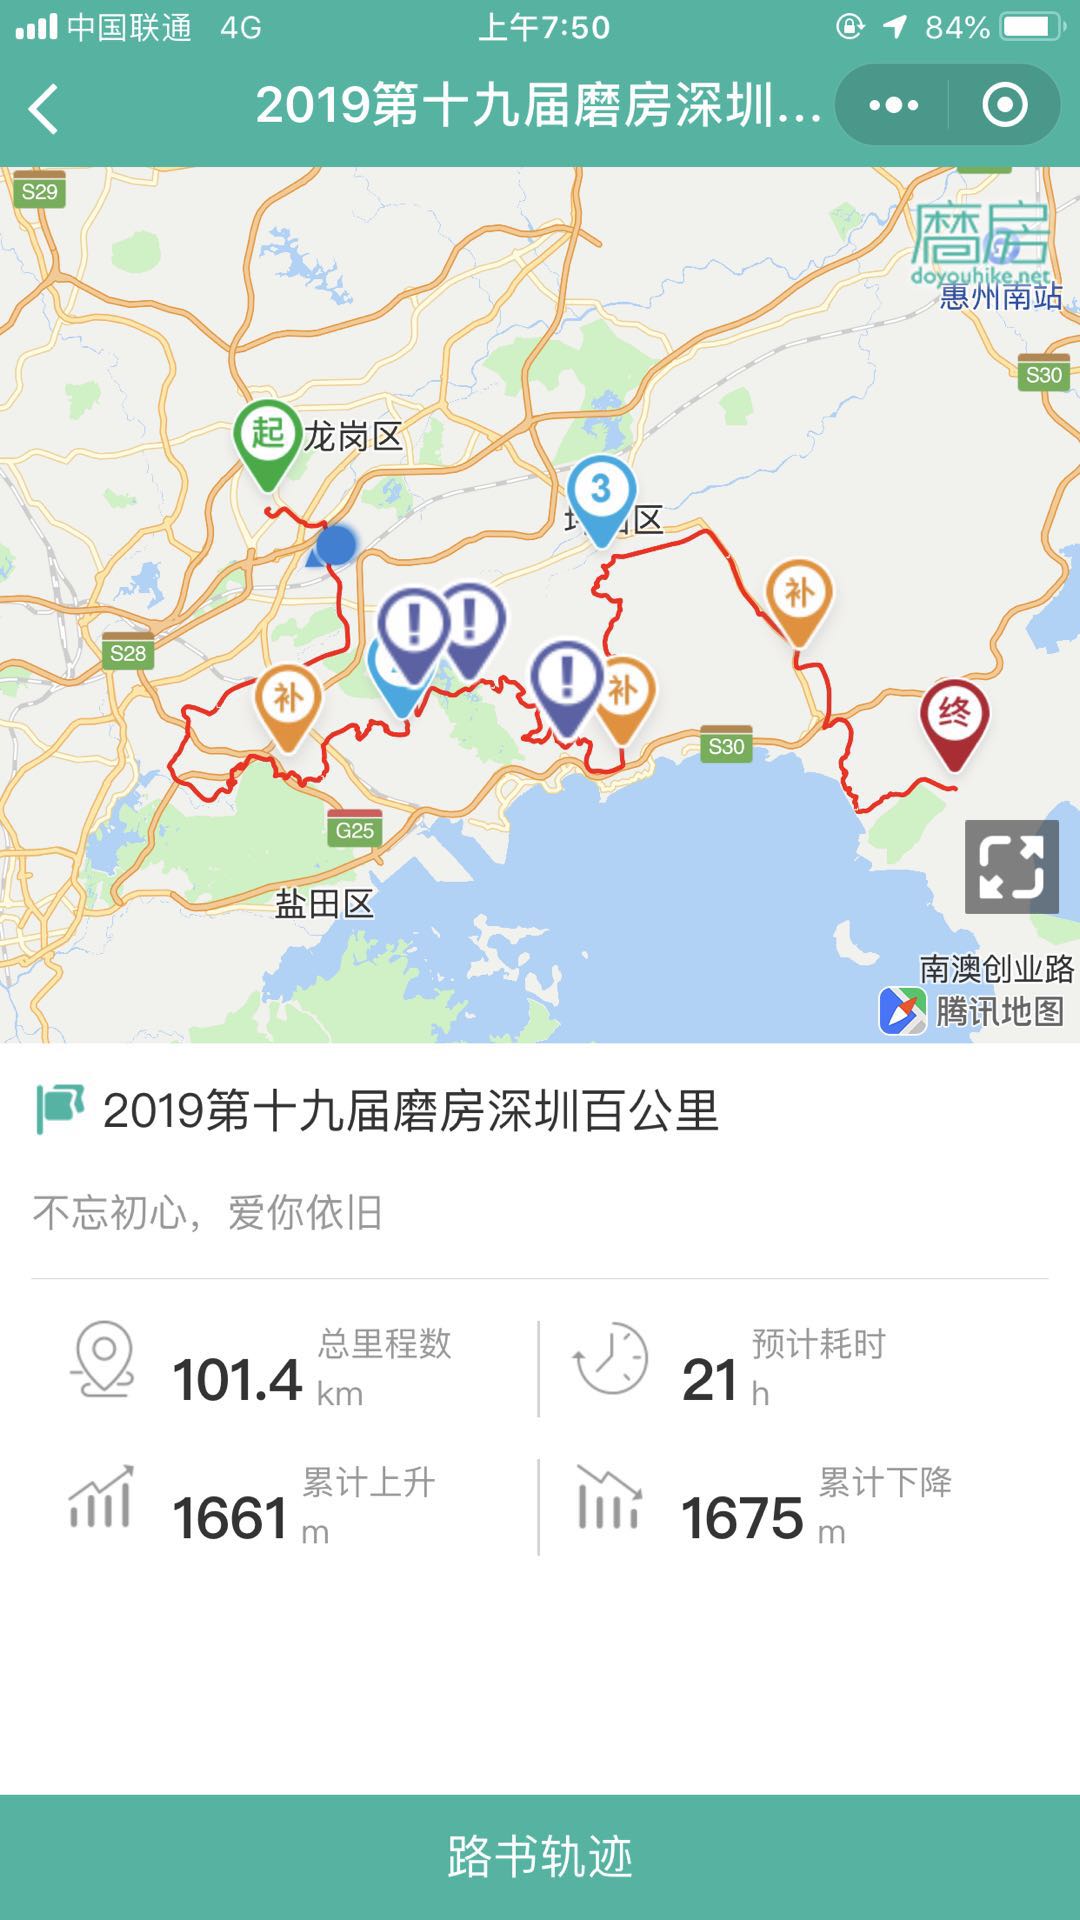 中国联通 4G 上午7:50 84%
2019第十九届磨房深圳...
S29
磨房
doyouhike.net
惠州南站
S30
起 龙岗区
3
区
补
S28
!
!
!
补
补
终
S30
G25
盐田区
南澳创业路
腾讯地图
2019第十九届磨房深圳百公里
不忘初心，爱你依旧
总里程数
101.4 km
预计耗时
21 h
累计上升
1661 m
累计下降
1675 m
路书轨迹